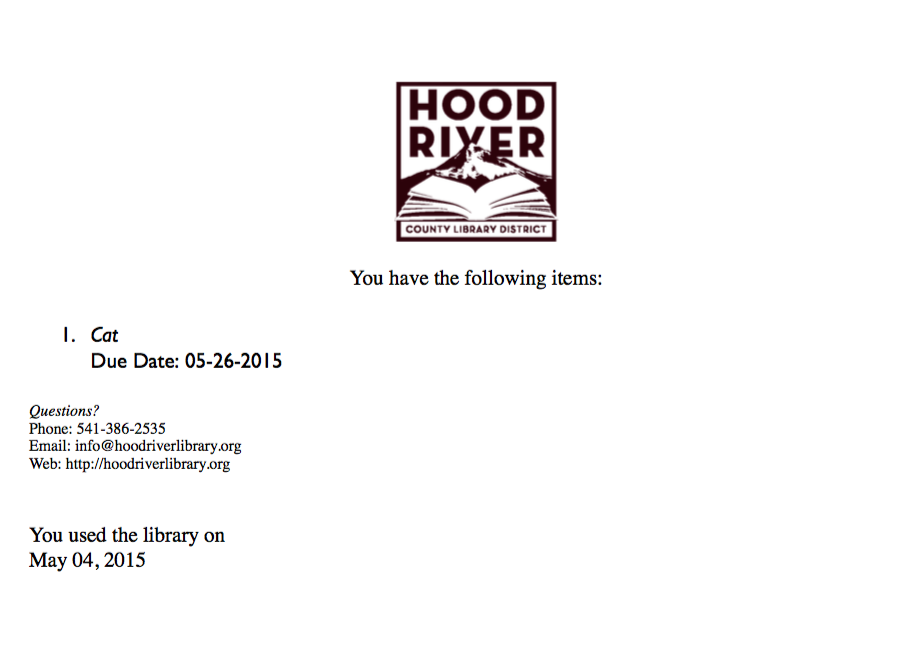 HOOD
RIVER
COUNTY LIBRARY DISTRICT
You have the following items:
1. Cat
Due Date: 05-26-2015
Questions?
Phone: 541-386-2535
Email: info@hoodriverlibrary.org
Web: http://hoodriverlibrary.org
You used the library on
May 04, 2015